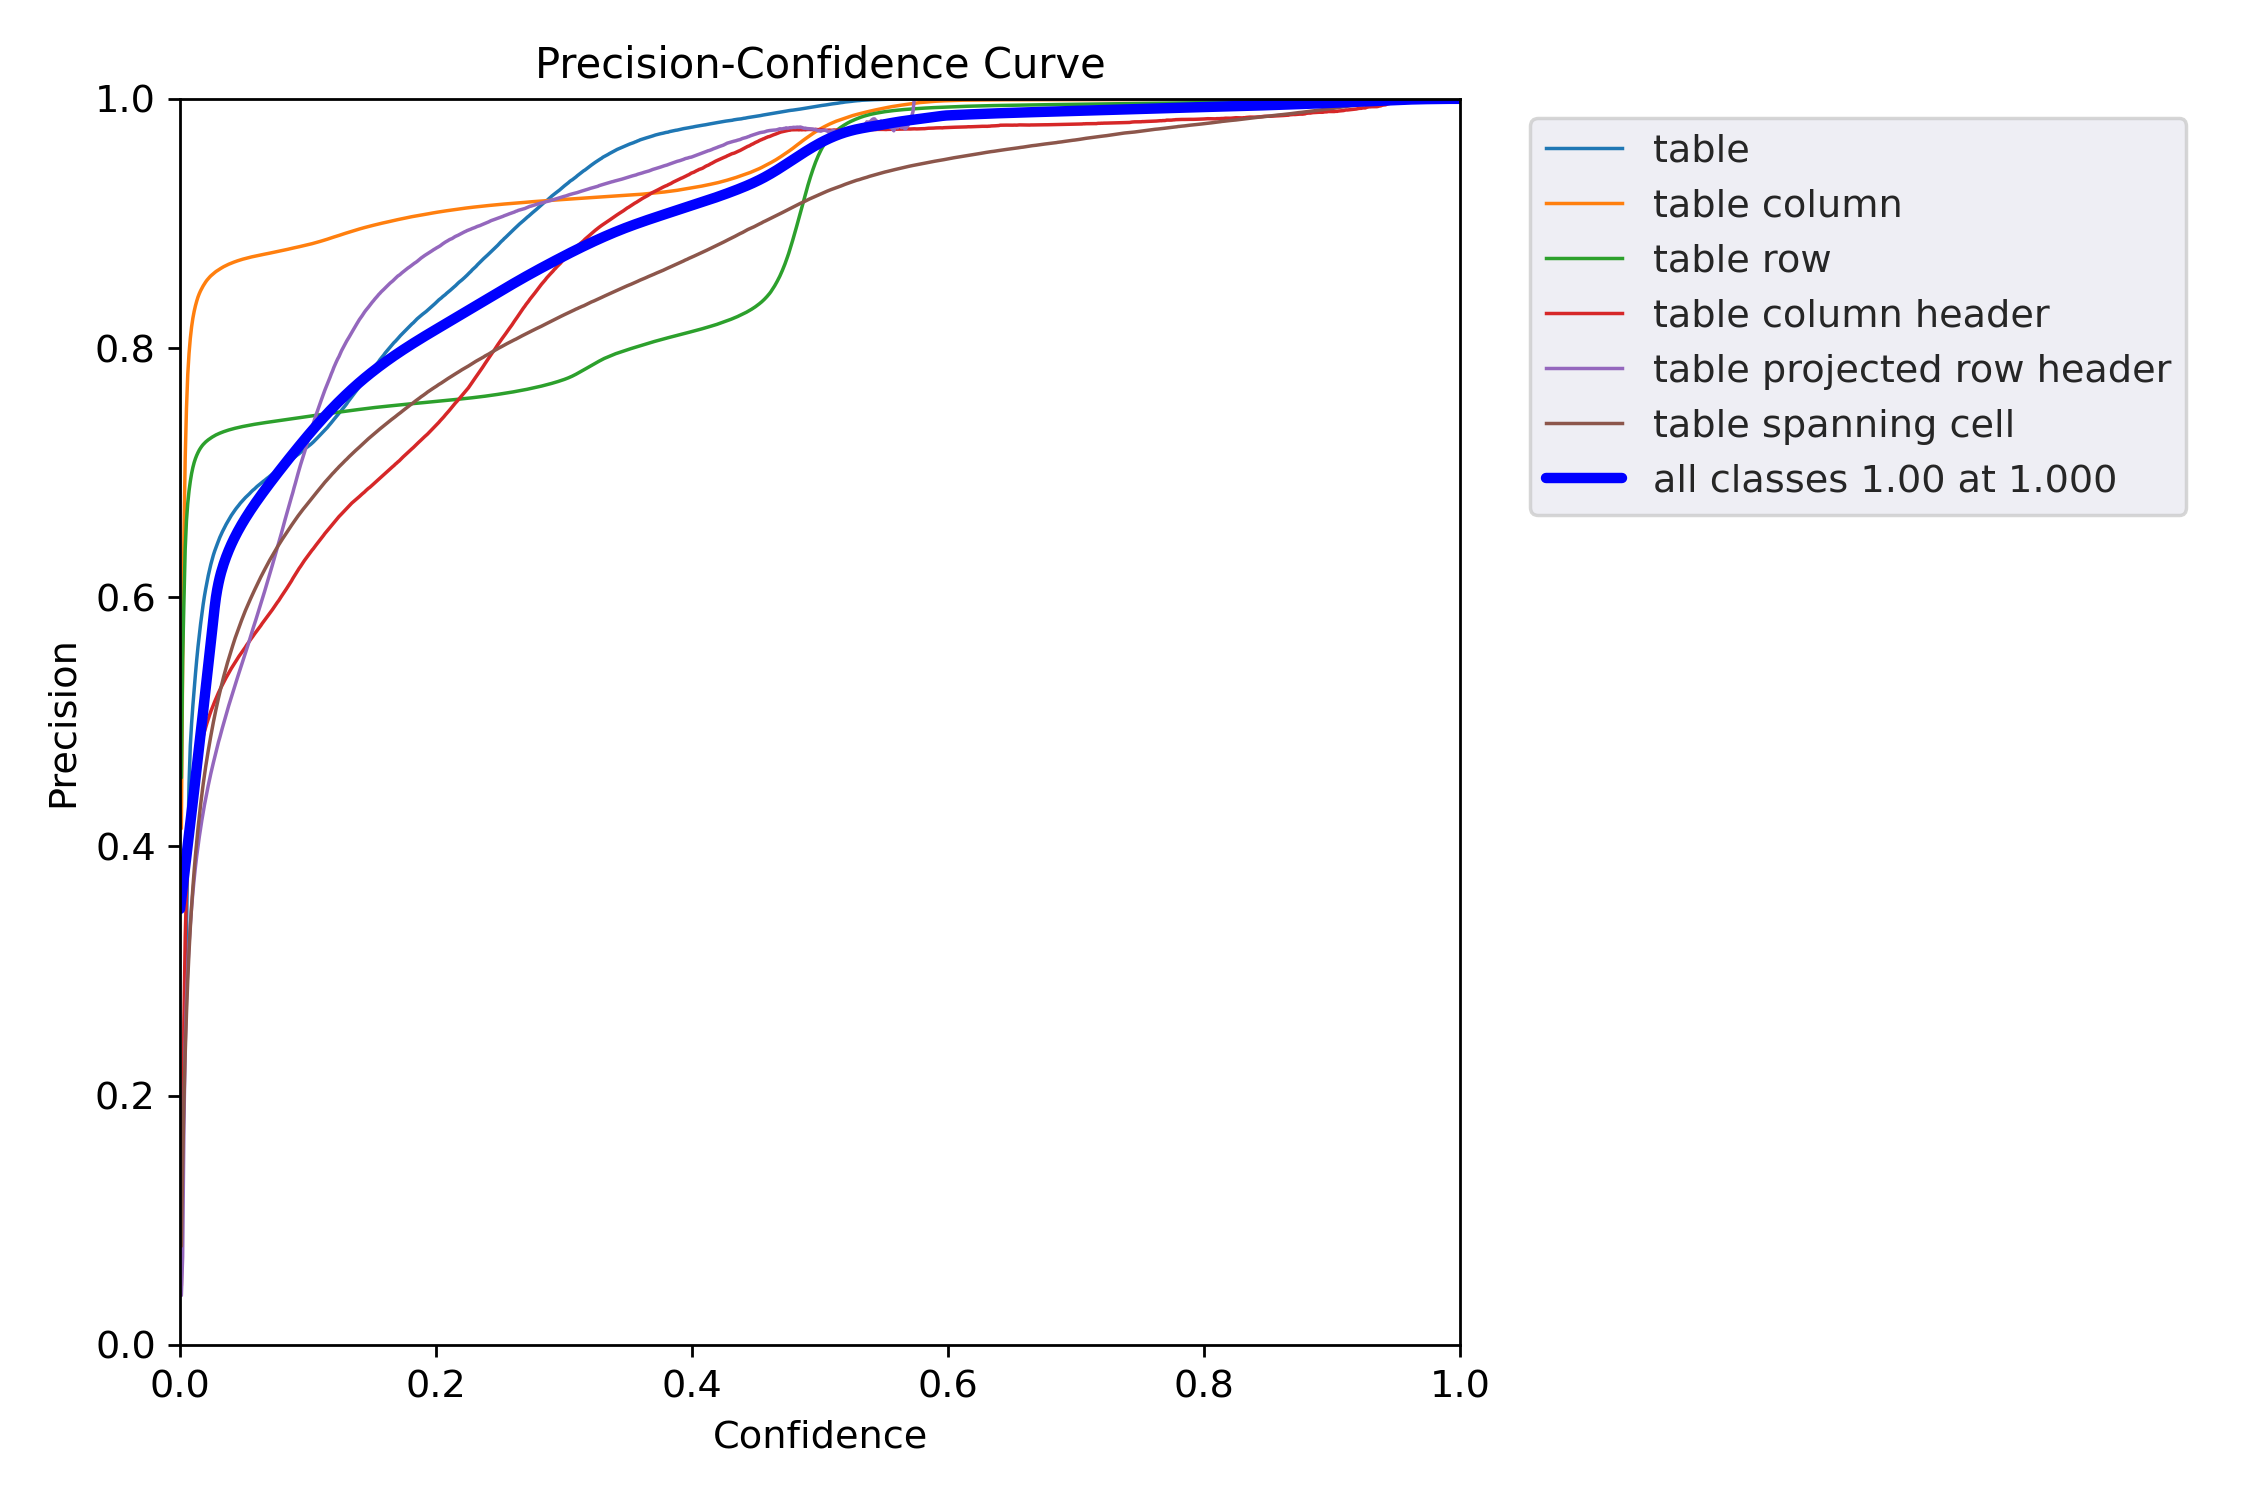 Precision-Confidence Curve
1.0
0.8
0.6
0.4
0.2
0.0
Precision
0.0 0.2 0.4 0.6 0.8 1.0
Confidence
table
table column
table row
table column header
table projected row header
table spanning cell
all classes 1.00 at 1.000